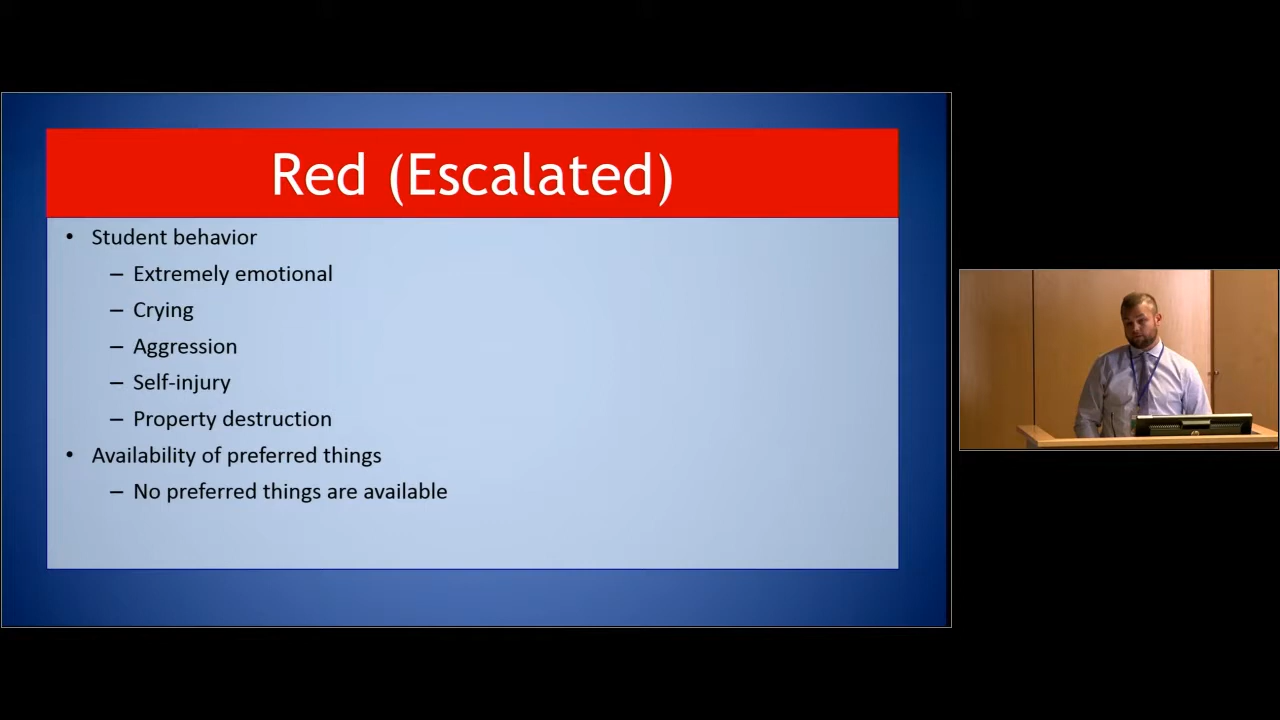 Red (Escalated)
• Student behavior
– Extremely emotional
– Crying
– Aggression
– Self-injury
– Property destruction
• Availability of preferred things
– No preferred things are available